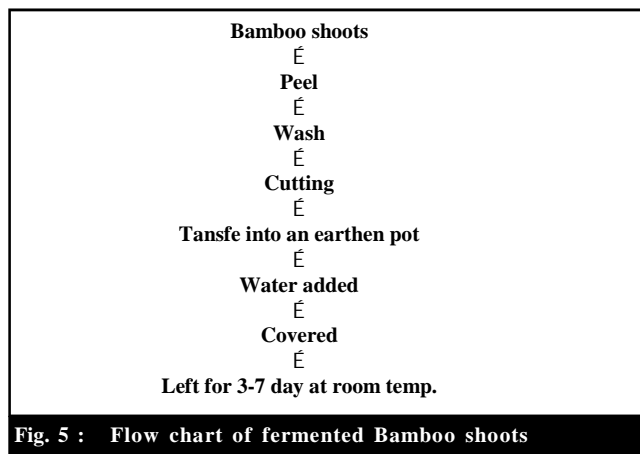 Bamboo shoots
É
Peel
É
Wash
É
Cutting
É
Tansfe into an earthen pot
É
Water added
É
Covered
É
Left for 3-7 day at room temp.
Fig. 5 : Flow chart of fermented Bamboo shoots